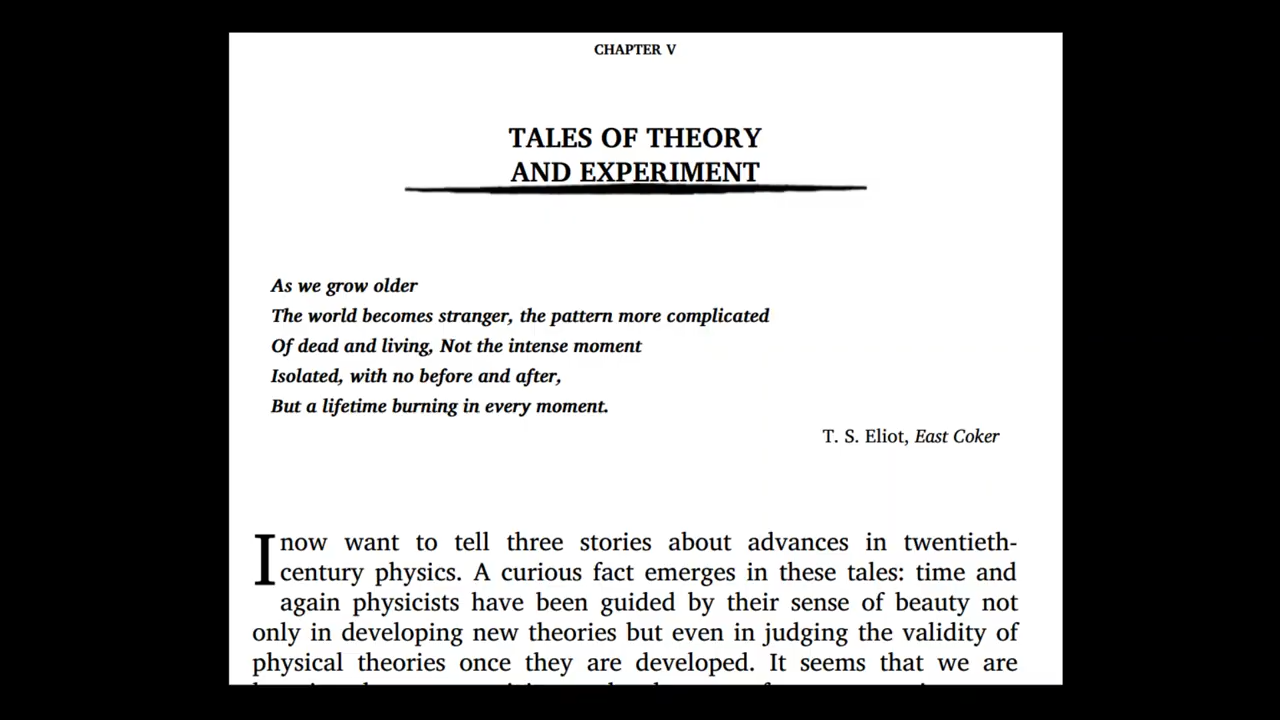 CHAPTER V
TALES OF THEORY
AND EXPERIMENT
As we grow older
The world becomes stranger, the pattern more complicated
Of dead and living, Not the intense moment
Isolated, with no before and after,
But a lifetime burning in every moment.
T. S. Eliot, East Coker
I now want to tell three stories about advances in twentieth-
century physics. A curious fact emerges in these tales: time and
again physicists have been guided by their sense of beauty not
only in developing new theories but even in judging the validity of
physical theories once they are developed. It seems that we are